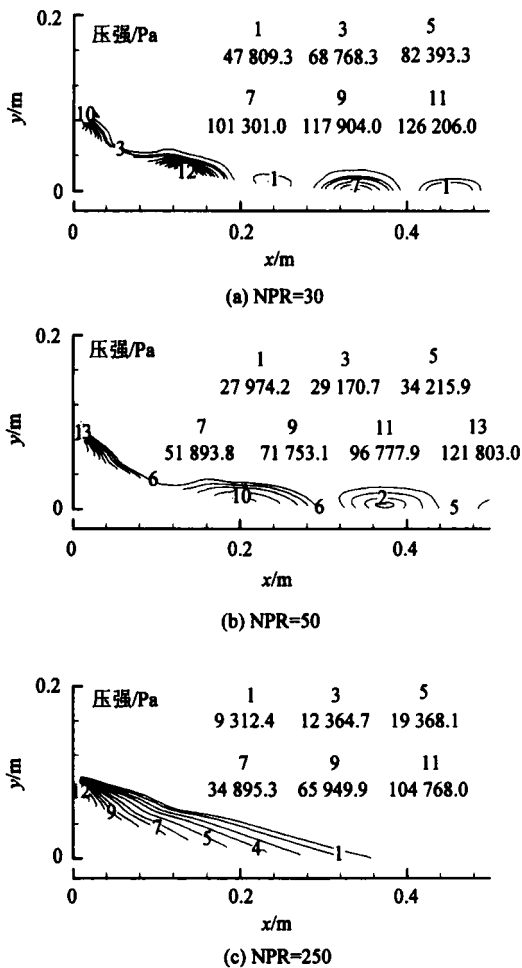 0.2
压强/Pa
1 3 5
47 809.3 68 768.3 82 393.3
7 9 11
101 301.0 117 904.0 126 206.0
y/m
10
3
12
1
7
1
0
0 0.2 0.4
x/m
(a) NPR=30
0.2
压强/Pa
1 3 5
27 974.2 29 170.7 34 215.9
7 9 11 13
51 893.8 71 753.1 96 777.9 121 803.0
y/m
13
6
10
6
2
5
0
0 0.2 0.4
x/m
(b) NPR=50
0.2
压强/Pa
1 3 5
9 312.4 12 364.7 19 368.1
7 9 11
34 895.3 65 949.9 104 768.0
y/m
12
9
7
5
4
1
0
0 0.2 0.4
x/m
(c) NPR=250